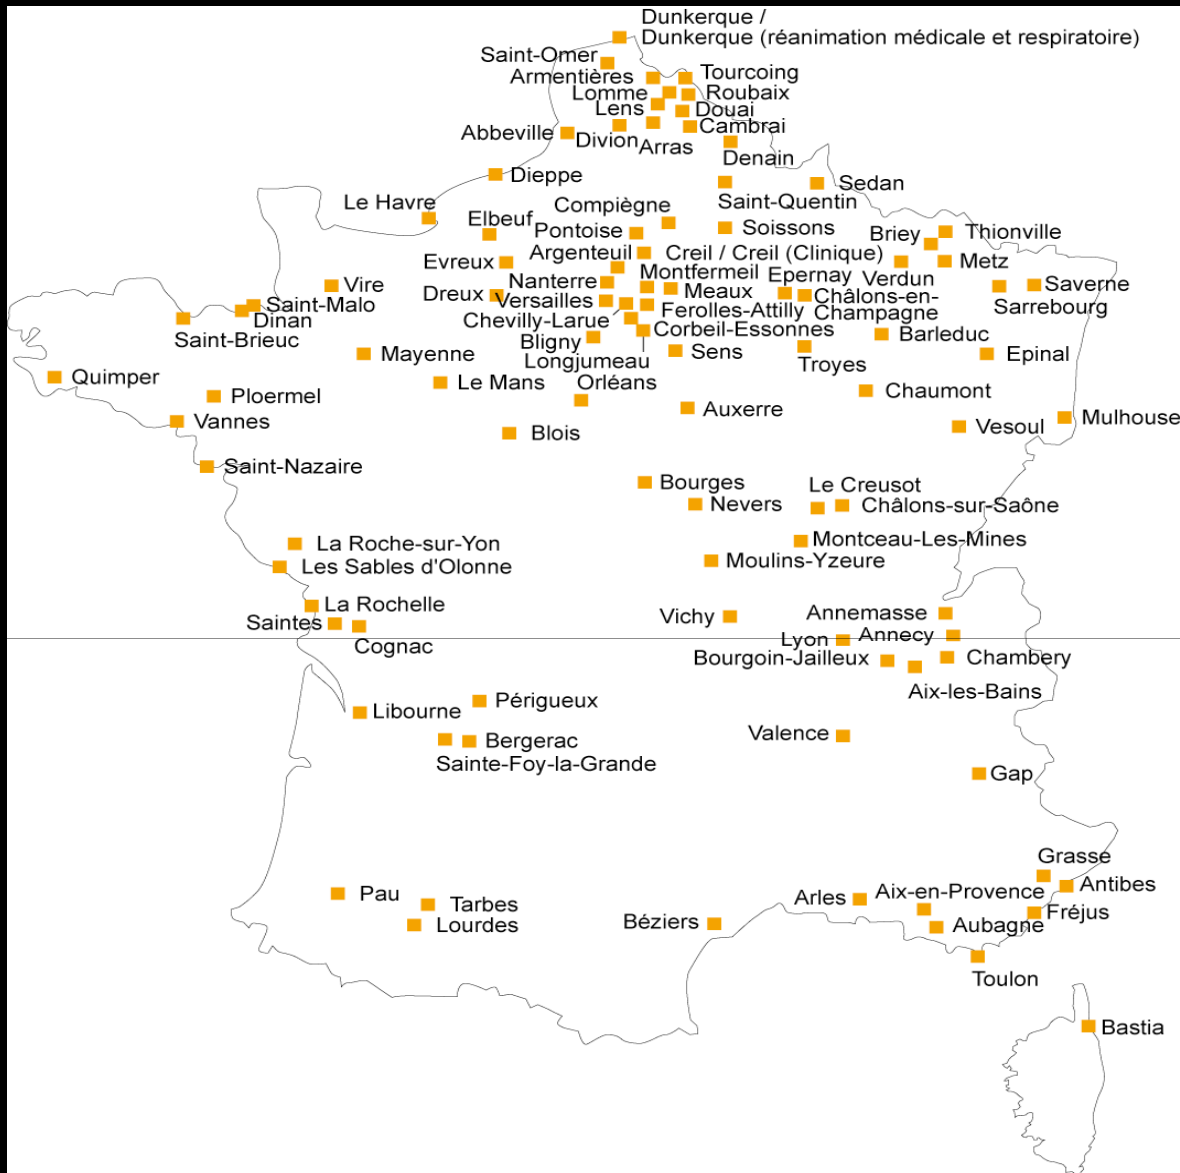 Dunkerque /
Dunkerque (réanimation médicale et respiratoire)
Saint-Omer
Armentières
Tourcoing
Lomme
Roubaix
Lens
Douai
Cambrai
Abbeville
Divion
Arras
Denain
Dieppe
Sedan
Saint-Quentin
Le Havre
Compiègne
Elbeuf
Pontoise
Soissons
Briey
Thionville
Argenteuil
Creil / Creil (Clinique)
Evreux
Verdun
Metz
Nanterre
Montfermeil
Epernay
Vire
Dreux
Versailles
Meaux
Châlons-en-
Champagne
Saverne
Sarrebourg
Saint-Malo
Dinan
Saint-Brieuc
Ferolles-Attilly
Chevilly-Larue
Corbeil-Essonnes
Bligny
Longjumeau
Barleduc
Mayenne
Sens
Troyes
Epinal
Quimper
Le Mans
Orléans
Ploermel
Chaumont
Auxerre
Vannes
Mulhouse
Vesoul
Blois
Saint-Nazaire
Bourges
Le Creusot
Nevers
Châlons-sur-Saône
La Roche-sur-Yon
Montceau-Les-Mines
Les Sables d'Olonne
Moulins-Yzeure
La Rochelle
Saintes
Vichy
Annemasse
Cognac
Lyon
Annecy
Bourgoin-Jailleux
Chambery
Aix-les-Bains
Périgueux
Libourne
Bergerac
Valence
Sainte-Foy-la-Grande
Gap
Grasse
Antibes
Pau
Tarbes
Arles
Aix-en-Provence
Fréjus
Lourdes
Béziers
Aubagne
Toulon
Bastia